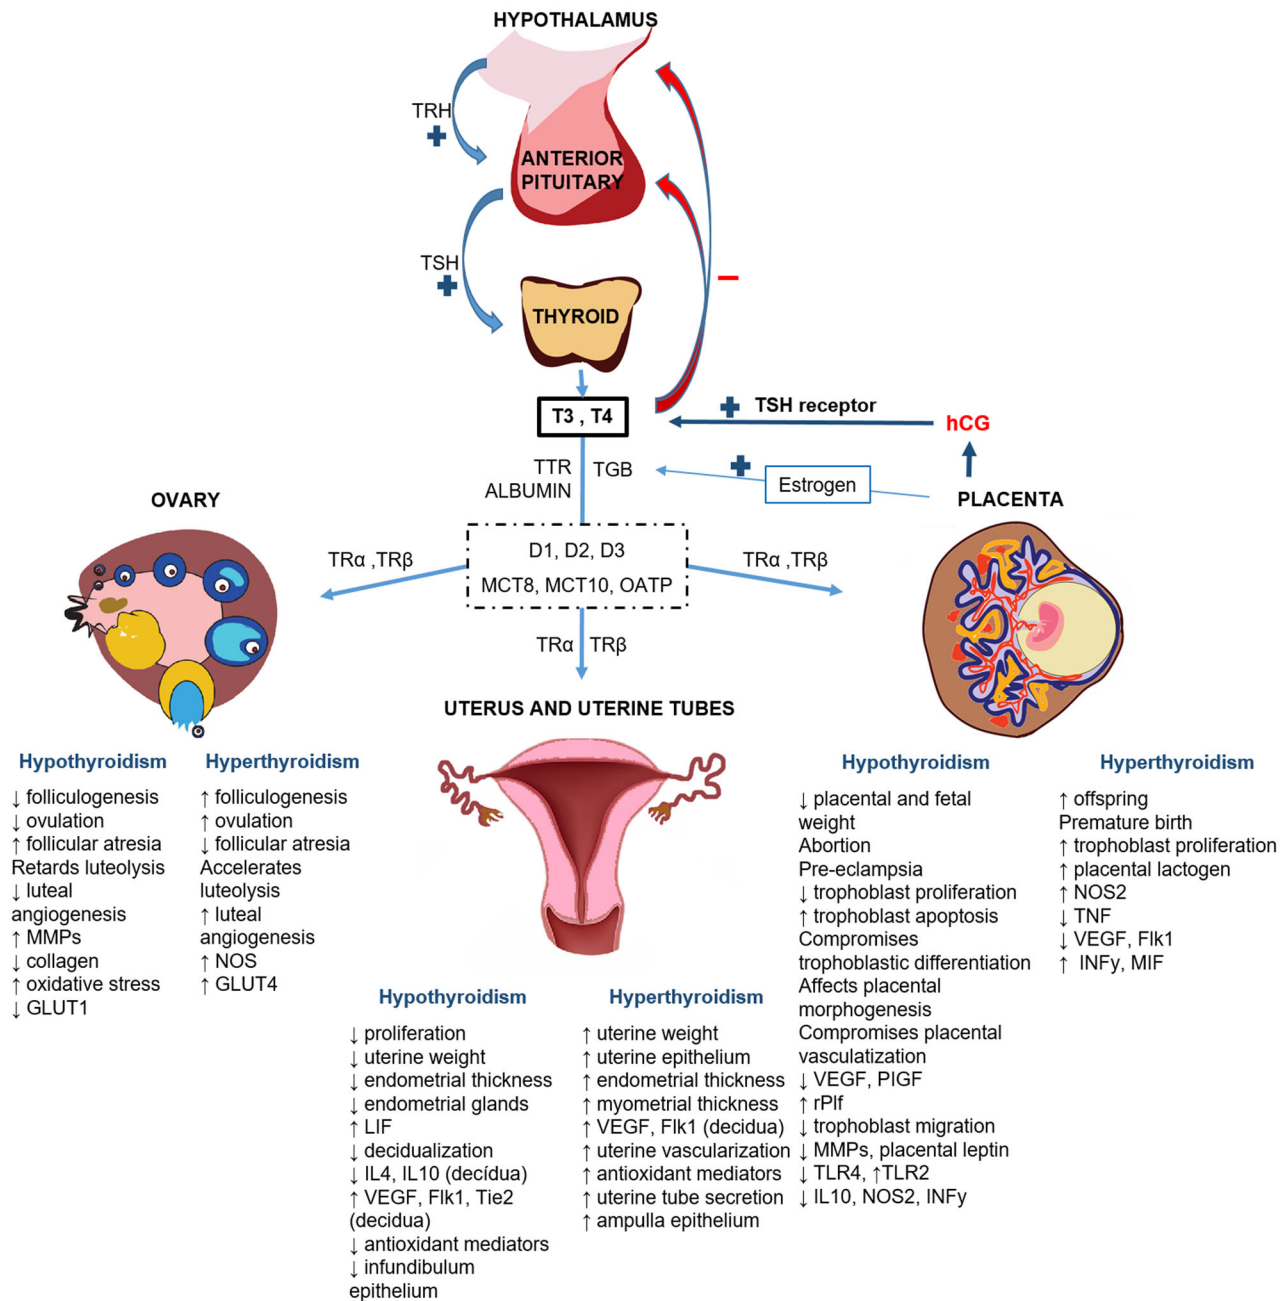 HYPOTHALAMUS
TRH
ANTERIOR
PITUITARY
TSH
THYROID
T3 , T4
TSH receptor
hCG
TTR
TGB
ALBUMIN
Estrogen
OVARY
PLACENTA
D1, D2, D3
MCT8, MCT10, OATP
TRα ,TRβ
TRα ,TRβ
TRα
TRβ
UTERUS AND UTERINE TUBES
Hypothyroidism
↓ folliculogenesis
↓ ovulation
↑ follicular atresia
Retards luteolysis
↓ luteal
angiogenesis
↑ MMPs
↓ collagen
↑ oxidative stress
↓ GLUT1
Hyperthyroidism
↑ folliculogenesis
↑ ovulation
↓ follicular atresia
Accelerates
luteolysis
↑ luteal
angiogenesis
↑ NOS
↑ GLUT4
Hypothyroidism
↓ proliferation
↓ uterine weight
↓ endometrial thickness
↓ endometrial glands
↑ LIF
↓ decidualization
↓ IL4, IL10 (decídua)
↑ VEGF, Flk1, Tie2
(decidua)
↓ antioxidant mediators
↓ infundibulum
epithelium
Hyperthyroidism
↑ uterine weight
↑ uterine epithelium
↑ endometrial thickness
↑ myometrial thickness
↑ VEGF, Flk1 (decidua)
↑ uterine vascularization
↑ antioxidant mediators
↑ uterine tube secretion
↑ ampulla epithelium
Hypothyroidism
↓ placental and fetal
weight
Abortion
Pre-eclampsia
↓ trophoblast proliferation
↑ trophoblast apoptosis
Compromises
trophoblastic differentiation
Affects placental
morphogenesis
Compromises placental
vasculatization
↓ VEGF, PlGF
↑ rPlf
↓ trophoblast migration
↓ MMPs, placental leptin
↓ TLR4, ↑TLR2
↓ IL10, NOS2, INFy
Hyperthyroidism
↑ offspring
Premature birth
↑ trophoblast proliferation
↑ placental lactogen
↑ NOS2
↓ TNF
↓ VEGF, Flk1
↑ INFy, MIF